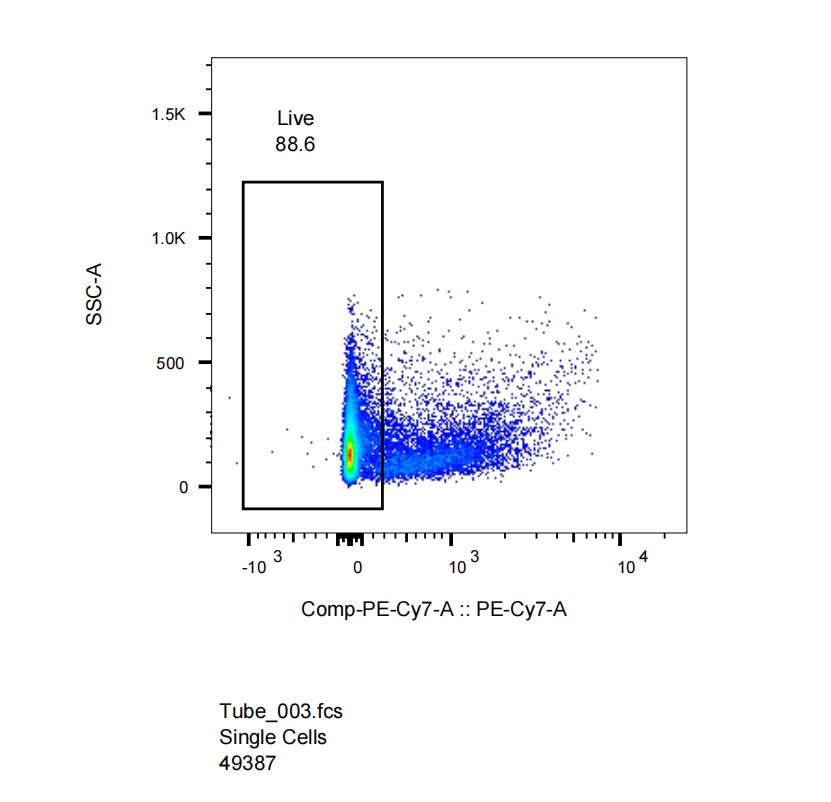 Live
88.6
1.5K
1.0K
500
0
SSC-A
-10 3
0
10 3
10 4
Comp-PE-Cy7-A :: PE-Cy7-A
Tube_003.fcs
Single Cells
49387